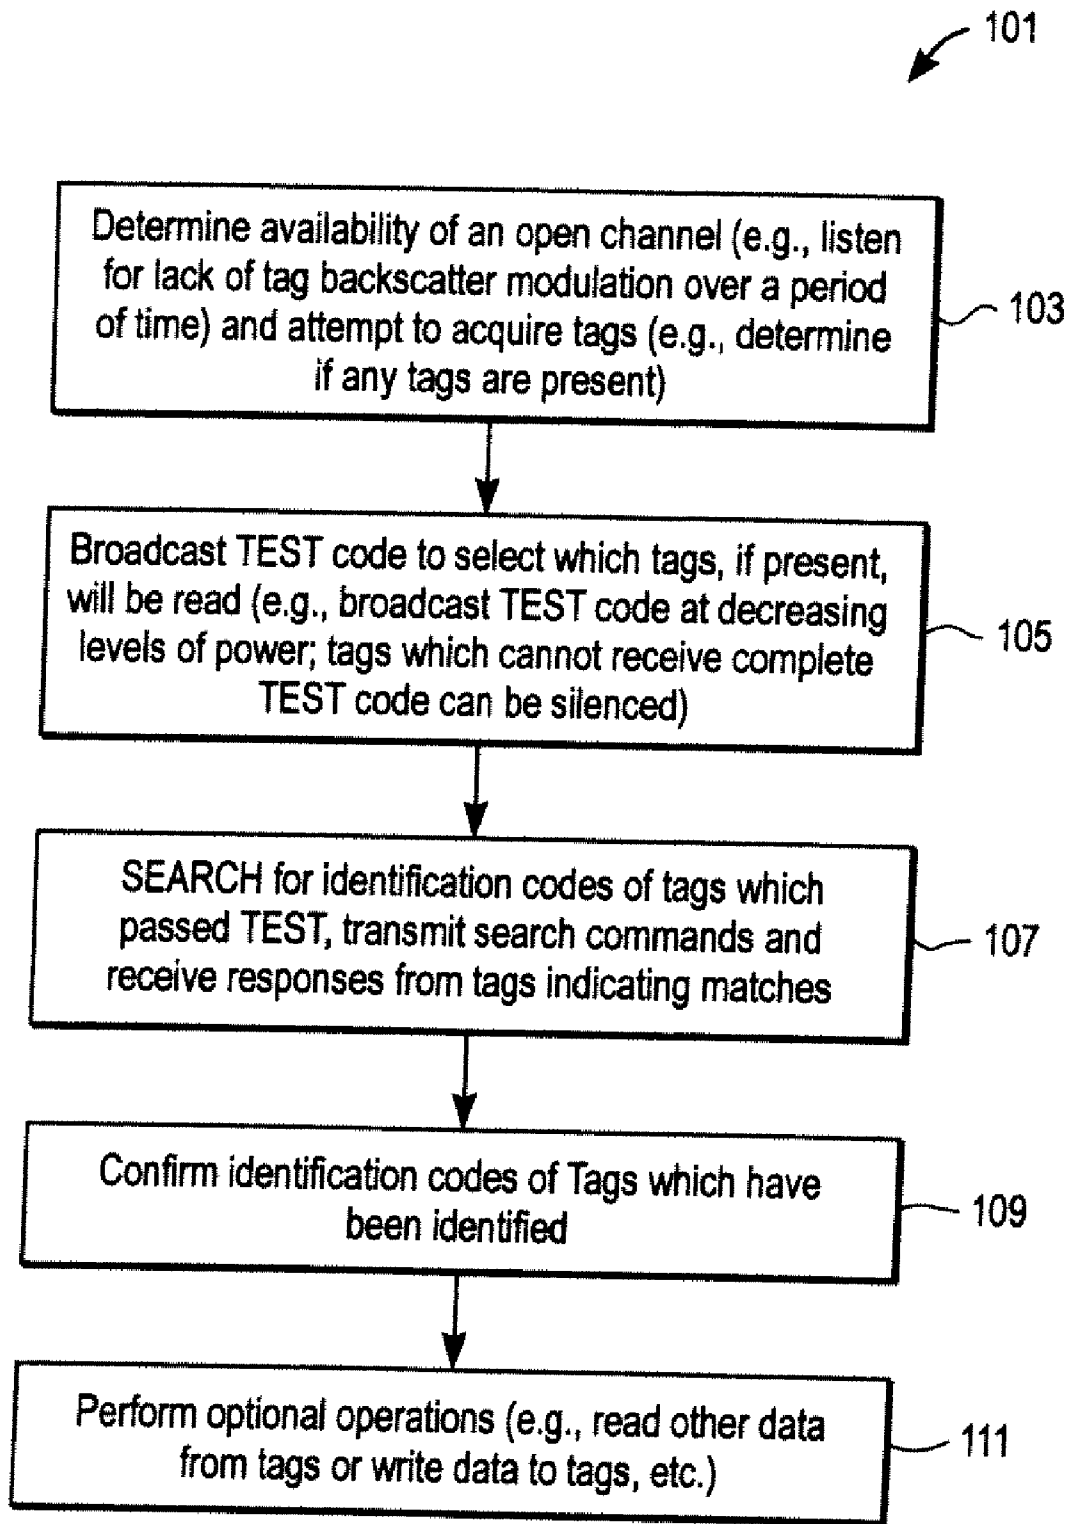 101
Determine availability of an open channel (e.g., listen
for lack of tag backscatter modulation over a period
of time) and attempt to acquire tags (e.g., determine
if any tags are present)
103
Broadcast TEST code to select which tags, if present,
will be read (e.g., broadcast TEST code at decreasing
levels of power; tags which cannot receive complete
TEST code can be silenced)
105
SEARCH for identification codes of tags which
passed TEST, transmit search commands and
receive responses from tags indicating matches
107
Confirm identification codes of Tags which have
been identified
109
Perform optional operations (e.g., read other data
from tags or write data to tags, etc.)
111